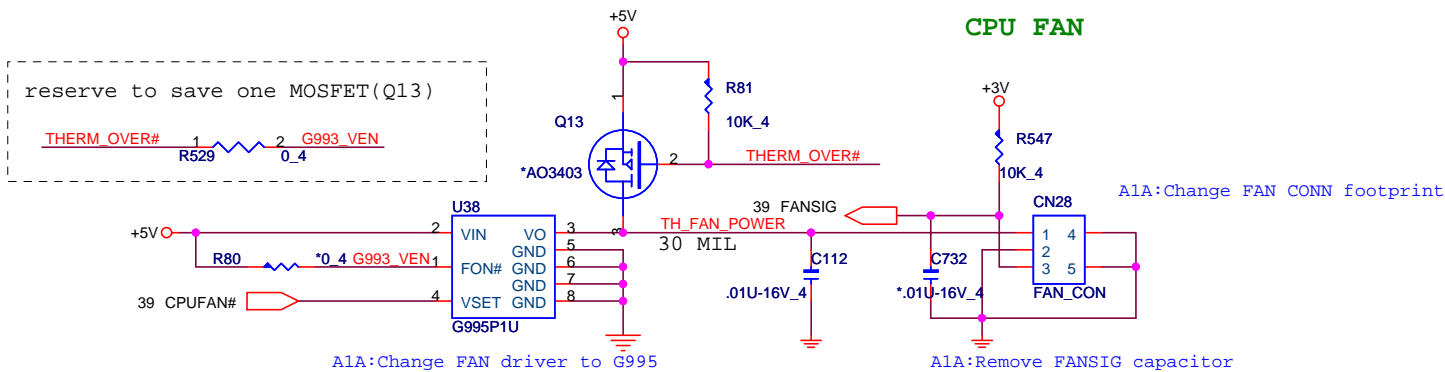 CPU FAN
+5V
reserve to save one MOSFET(Q13)
THERM_OVER#
1
2
G993_VEN
R529
0_4
1
R81
10K_4
Q13
*AO3403
2
THERM_OVER#
3
+3V
R547
10K_4
A1A:Change FAN CONN footprint
39 FANSIG
CN28
TH_FAN_POWER
30 MIL
1
2
3
4
5
FAN_CON
C112
.01U-16V_4
C732
*.01U-16V_4
U38
+5V
2
VIN
VO
3
GND
5
R80
*0_4
G993_VEN
1
FON#
GND
6
GND
7
39 CPUFAN#
4
VSET
GND
8
G995P1U
A1A:Change FAN driver to G995
A1A:Remove FANSIG capacitor